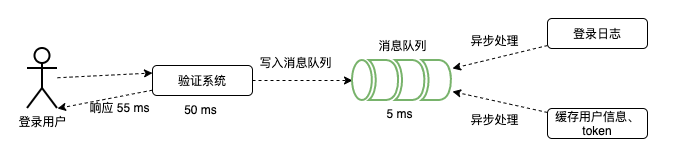 消息队列
异步处理
登录日志
写入消息队列
验证系统
响应 55 ms
登录用户
50 ms
5 ms
异步处理
缓存用户信息、
token